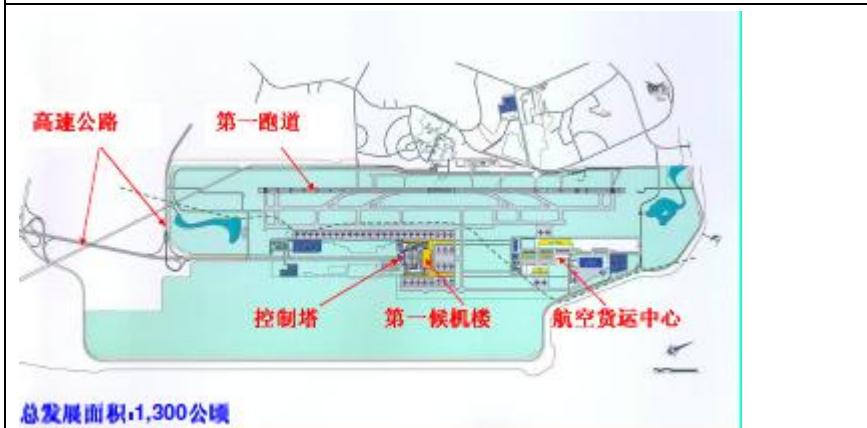 高速公路
第一跑道
控制塔
第一候机楼
航空货运中心
总发展面积:1,300公顷